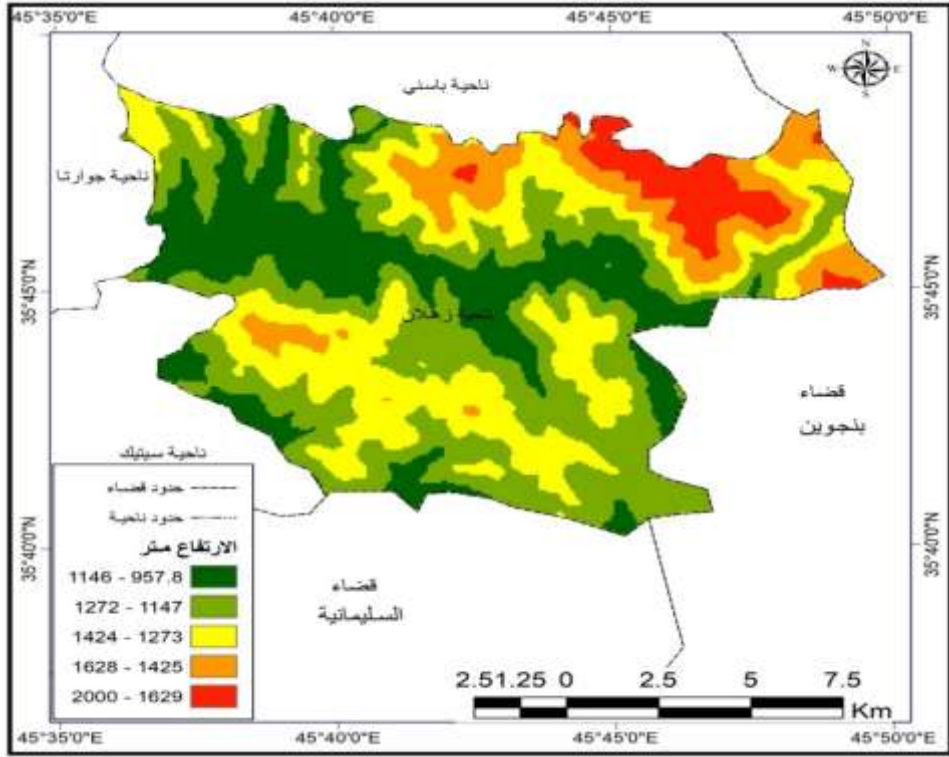 45°35'0"E 45°40'0"E 45°45'0"E 45°50'0"E
N
W E
S
ناحية باسني
ناحية جوارتا
35°45'0"N 35°45'0"N
ناحية زەلان
قضاء
بنجوين
ناحية سيتيك
حدود قضاء
حدود ناحية
الارتفاع متر
1146 - 957.8
1272 - 1147
1424 - 1273
1628 - 1425
2000 - 1629
35°40'0"N 35°40'0"N
قضاء
السليمانية
2.51.25 0 2.5 5 7.5
Km
45°35'0"E 45°40'0"E 45°45'0"E 45°50'0"E